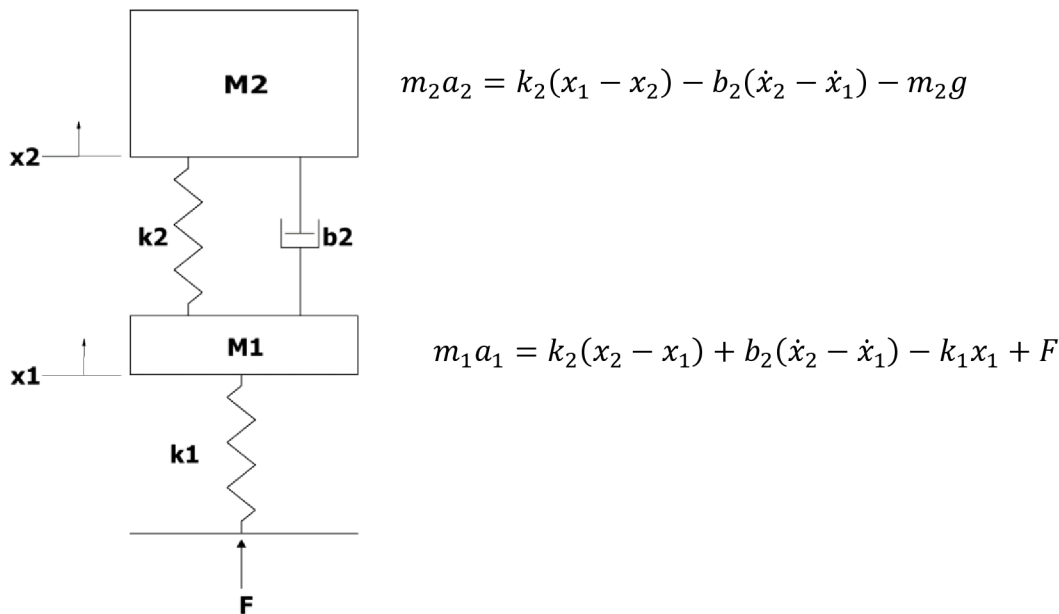 M2
m₂a₂ = k₂(x₁ − x₂) − b₂(ẋ₂ − ẋ₁) − m₂g
x2
k2
b2
M1
m₁a₁ = k₂(x₂ − x₁) + b₂(ẋ₂ − ẋ₁) − k₁x₁ + F
x1
k1
F